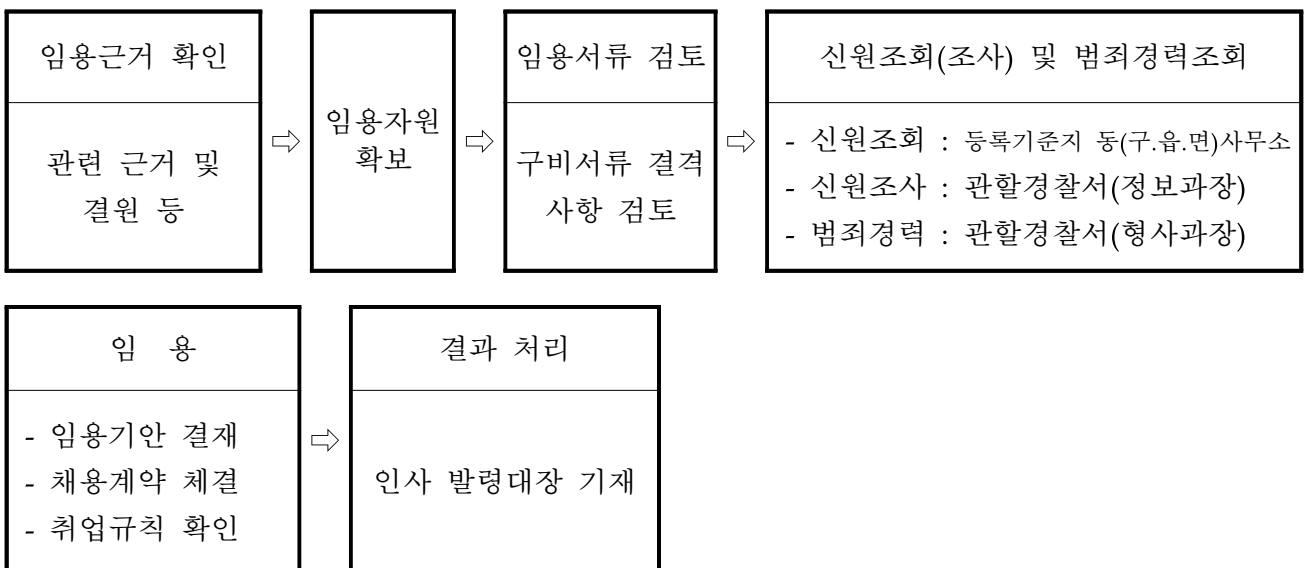 임용근거 확인
관련 근거 및
결원 등
⇨
임용자원
확보
⇨
임용서류 검토
구비서류 결격
사항 검토
⇨
신원조회(조사) 및 범죄경력조회
- 신원조회 : 등록기준지 동(구.읍.면)사무소
- 신원조사 : 관할경찰서(정보과장)
- 범죄경력 : 관할경찰서(형사과장)
임 용
- 임용기안 결재
- 채용계약 체결
- 취업규칙 확인
⇨
결과 처리
인사 발령대장 기재